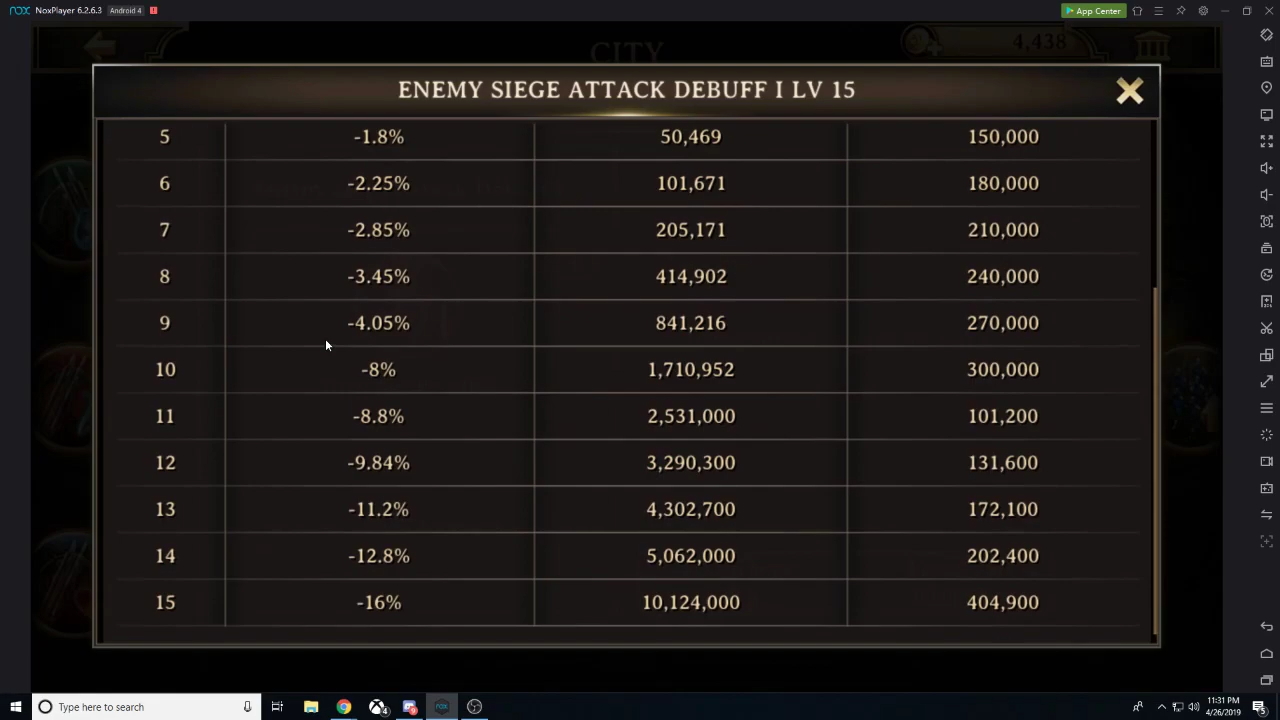 nox NoxPlayer 6.2.6.3 Android 4
App Center
CITY
4,438
ENEMY SIEGE ATTACK DEBUFF I LV 15
5 -1.8% 50,469 150,000
6 -2.25% 101,671 180,000
7 -2.85% 205,171 210,000
8 -3.45% 414,902 240,000
9 -4.05% 841,216 270,000
10 -8% 1,710,952 300,000
11 -8.8% 2,531,000 101,200
12 -9.84% 3,290,300 131,600
13 -11.2% 4,302,700 172,100
14 -12.8% 5,062,000 202,400
15 -16% 10,124,000 404,900
Type here to search
11:31 PM
4/26/2019